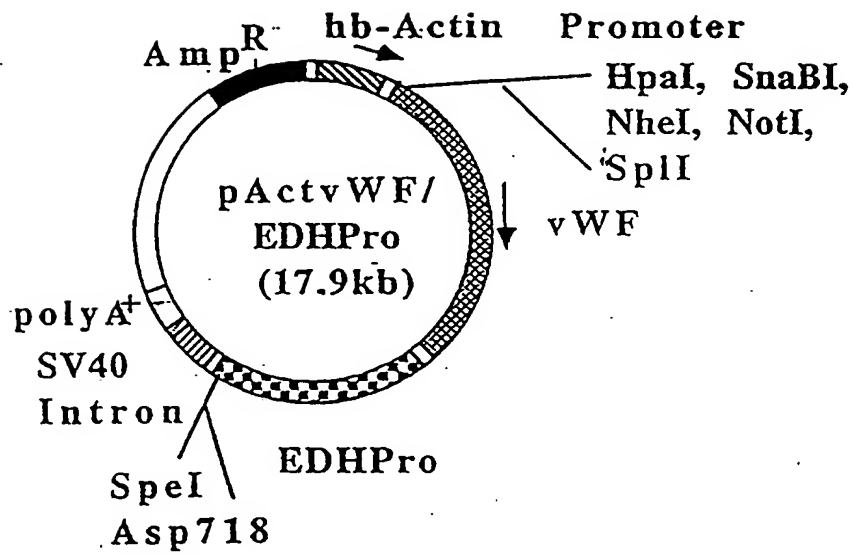 hb-Actin Promoter
AmpR
HpaI, SnaBI,
NheI, NotI,
SplI
pActvWF/
EDHPro
(17.9kb)
vWF
polyA+
SV40
Intron
EDHPro
SpeI
Asp718